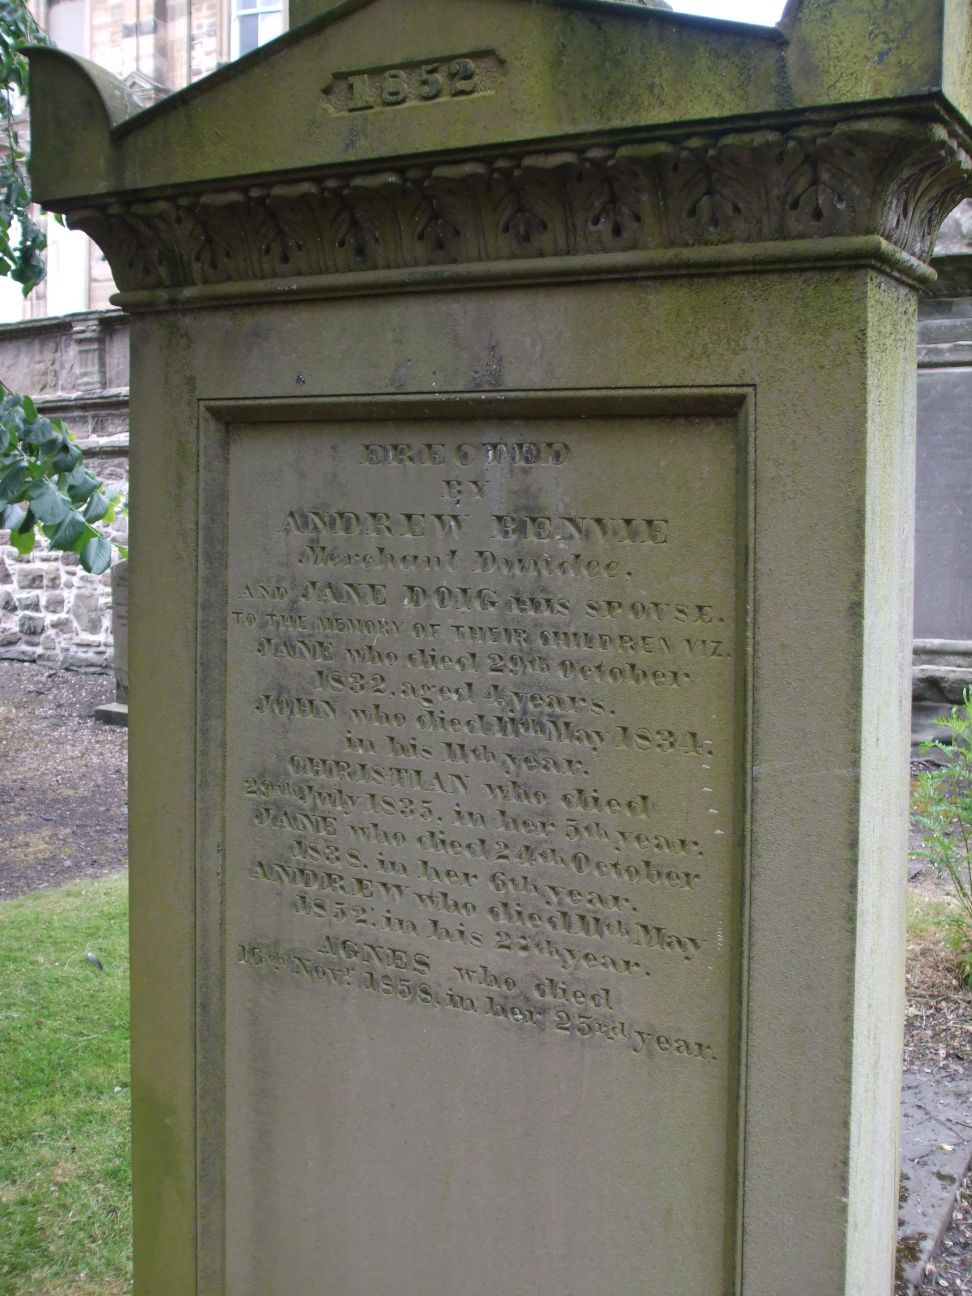 1852
ERECTED
BY
ANDREW BENVIE
Merchant Dundee.
AND JANE DOIG HIS SPOUSE.
TO THE MEMORY OF THEIR CHILDREN VIZ.
JANE who died 29th October
1832. aged 4 years.
JOHN who died 11th May 1834.
in his 11th year.
CHRISTIAN who died
29th July 1835. in her 5th year.
JANE who died 24th October
1838. in her 6th year.
ANDREW who died 11th May
1852. in his 25th year.
AGNES who died
16th Novr. 1858. in her 23rd year.